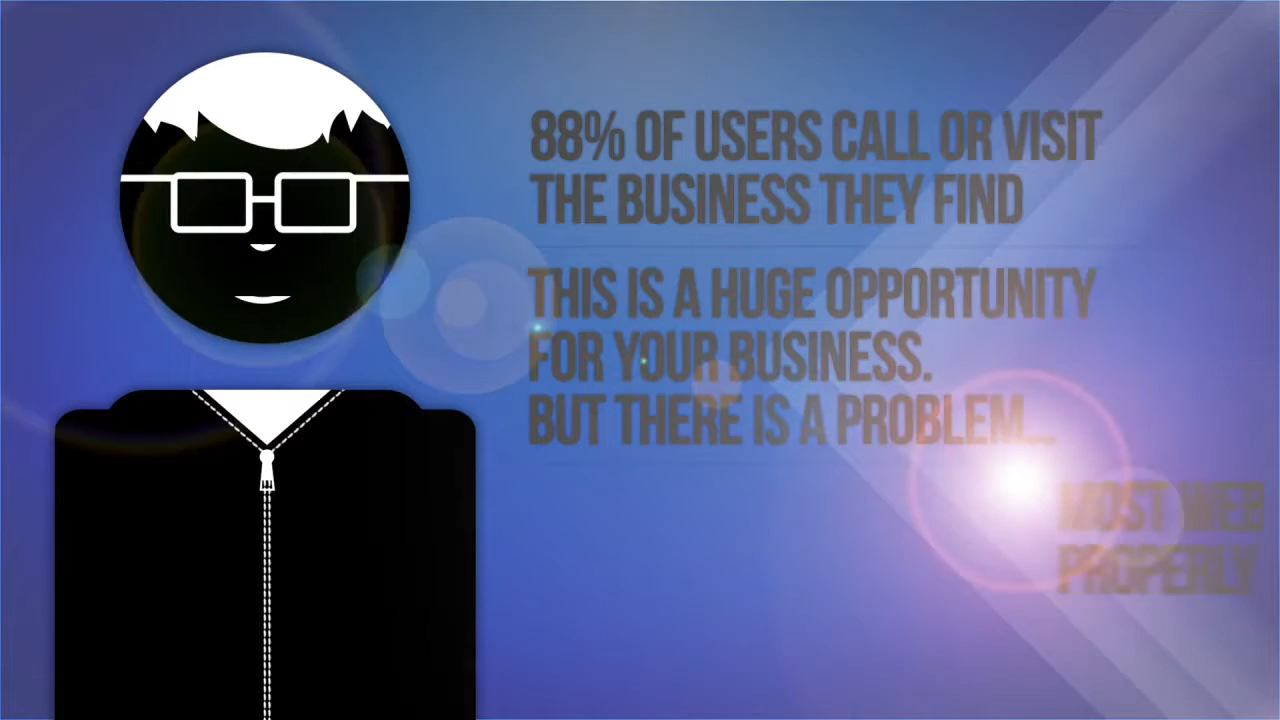 88% OF USERS CALL OR VISIT
THE BUSINESS THEY FIND
THIS IS A HUGE OPPORTUNITY
FOR YOUR BUSINESS.
BUT THERE IS A PROBLEM...
MOST WEB
PROPERLY